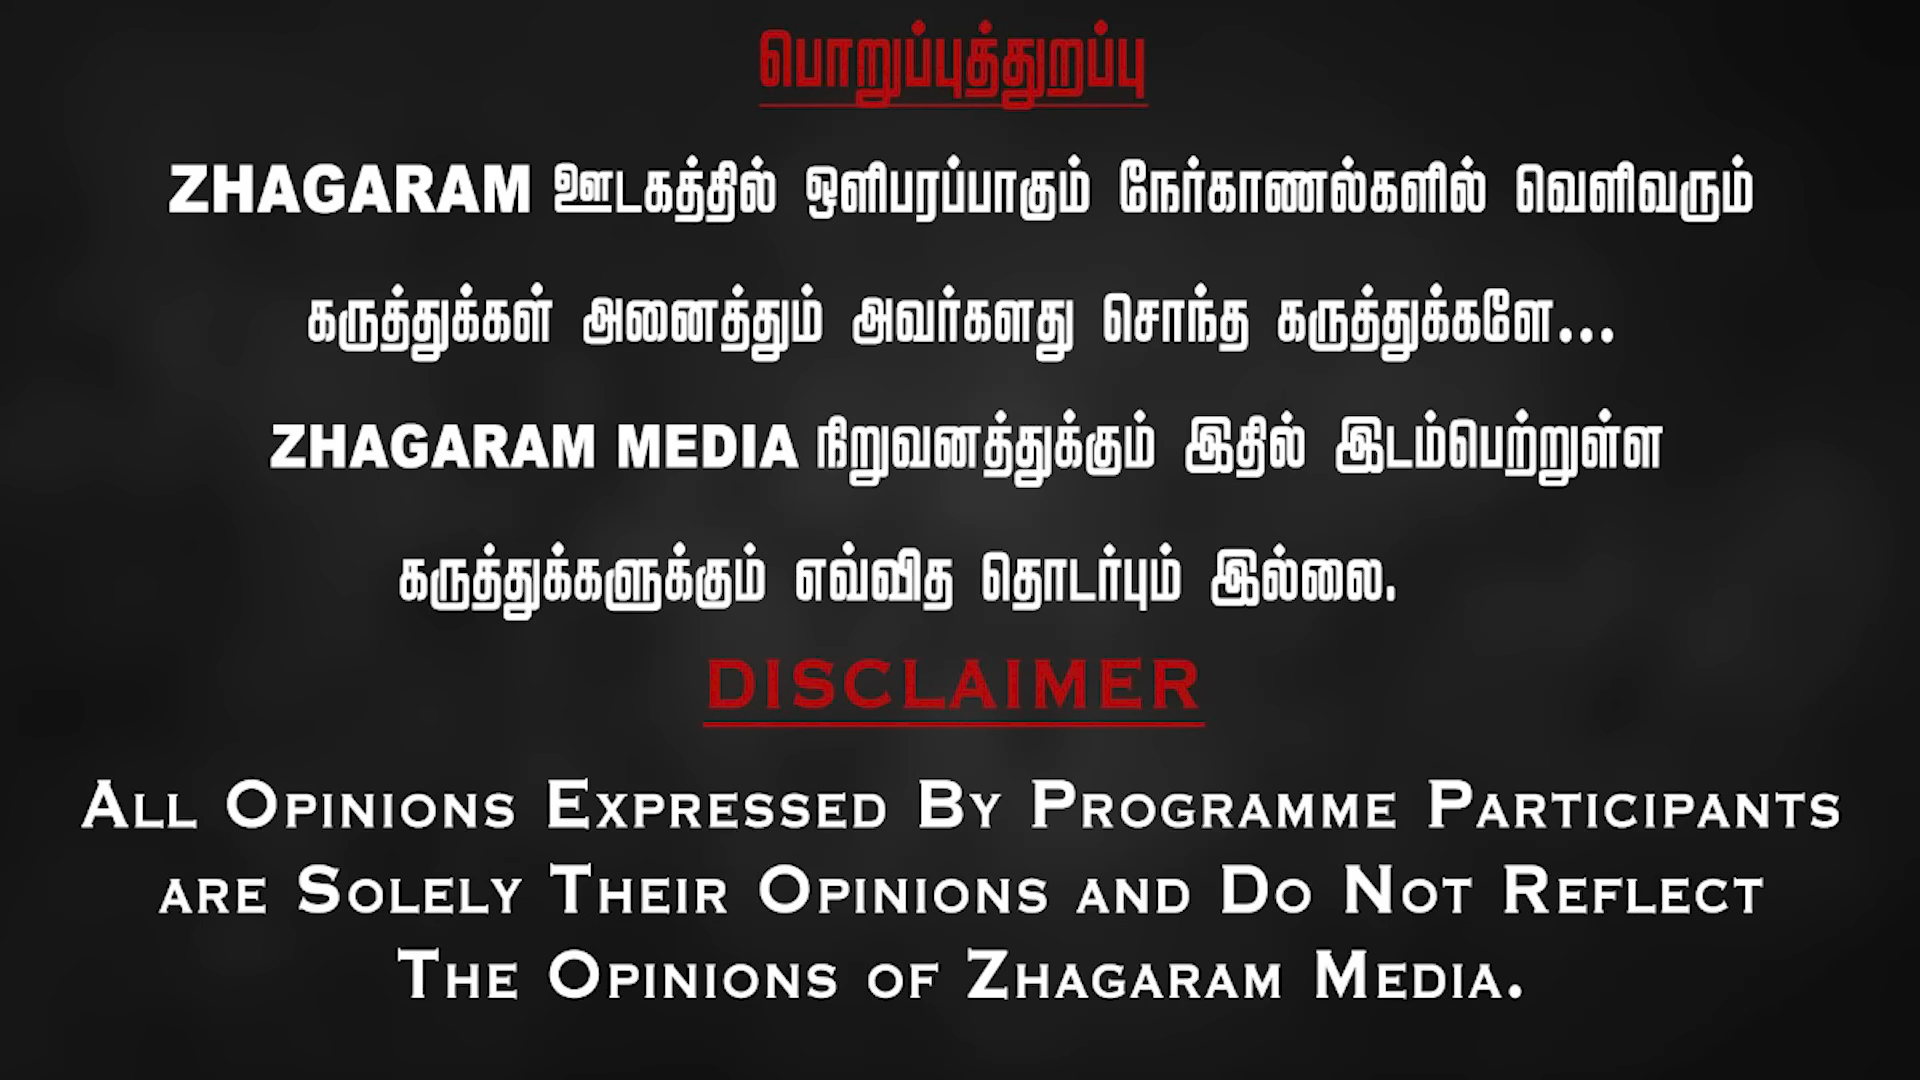 பொறுப்புத்துறப்பு
ZHAGARAM ஊடகத்தில் ஒளிபரப்பாகும் நேர்காணல்களில் வெளிவரும்
கருத்துக்கள் அனைத்தும் அவர்களது சொந்த கருத்துக்களே...
ZHAGARAM MEDIA நிறுவனத்துக்கும் இதில் இடம்பெற்றுள்ள
கருத்துக்களுக்கும் எவ்வித தொடர்பும் இல்லை.
DISCLAIMER
ALL OPINIONS EXPRESSED BY PROGRAMME PARTICIPANTS
ARE SOLELY THEIR OPINIONS AND DO NOT REFLECT
THE OPINIONS OF ZHAGARAM MEDIA.